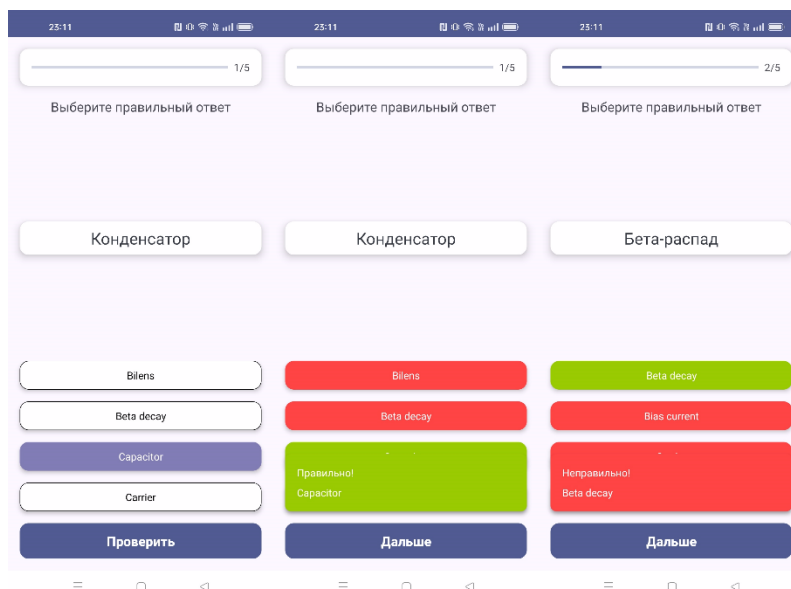 23:11
1/5
Выберите правильный ответ
Конденсатор
Bilens
Beta decay
Capacitor
Carrier
Проверить
23:11
1/5
Выберите правильный ответ
Конденсатор
Bilens
Beta decay
Правильно!
Capacitor
Дальше
23:11
2/5
Выберите правильный ответ
Бета-распад
Beta decay
Bias current
Неправильно!
Beta decay
Дальше